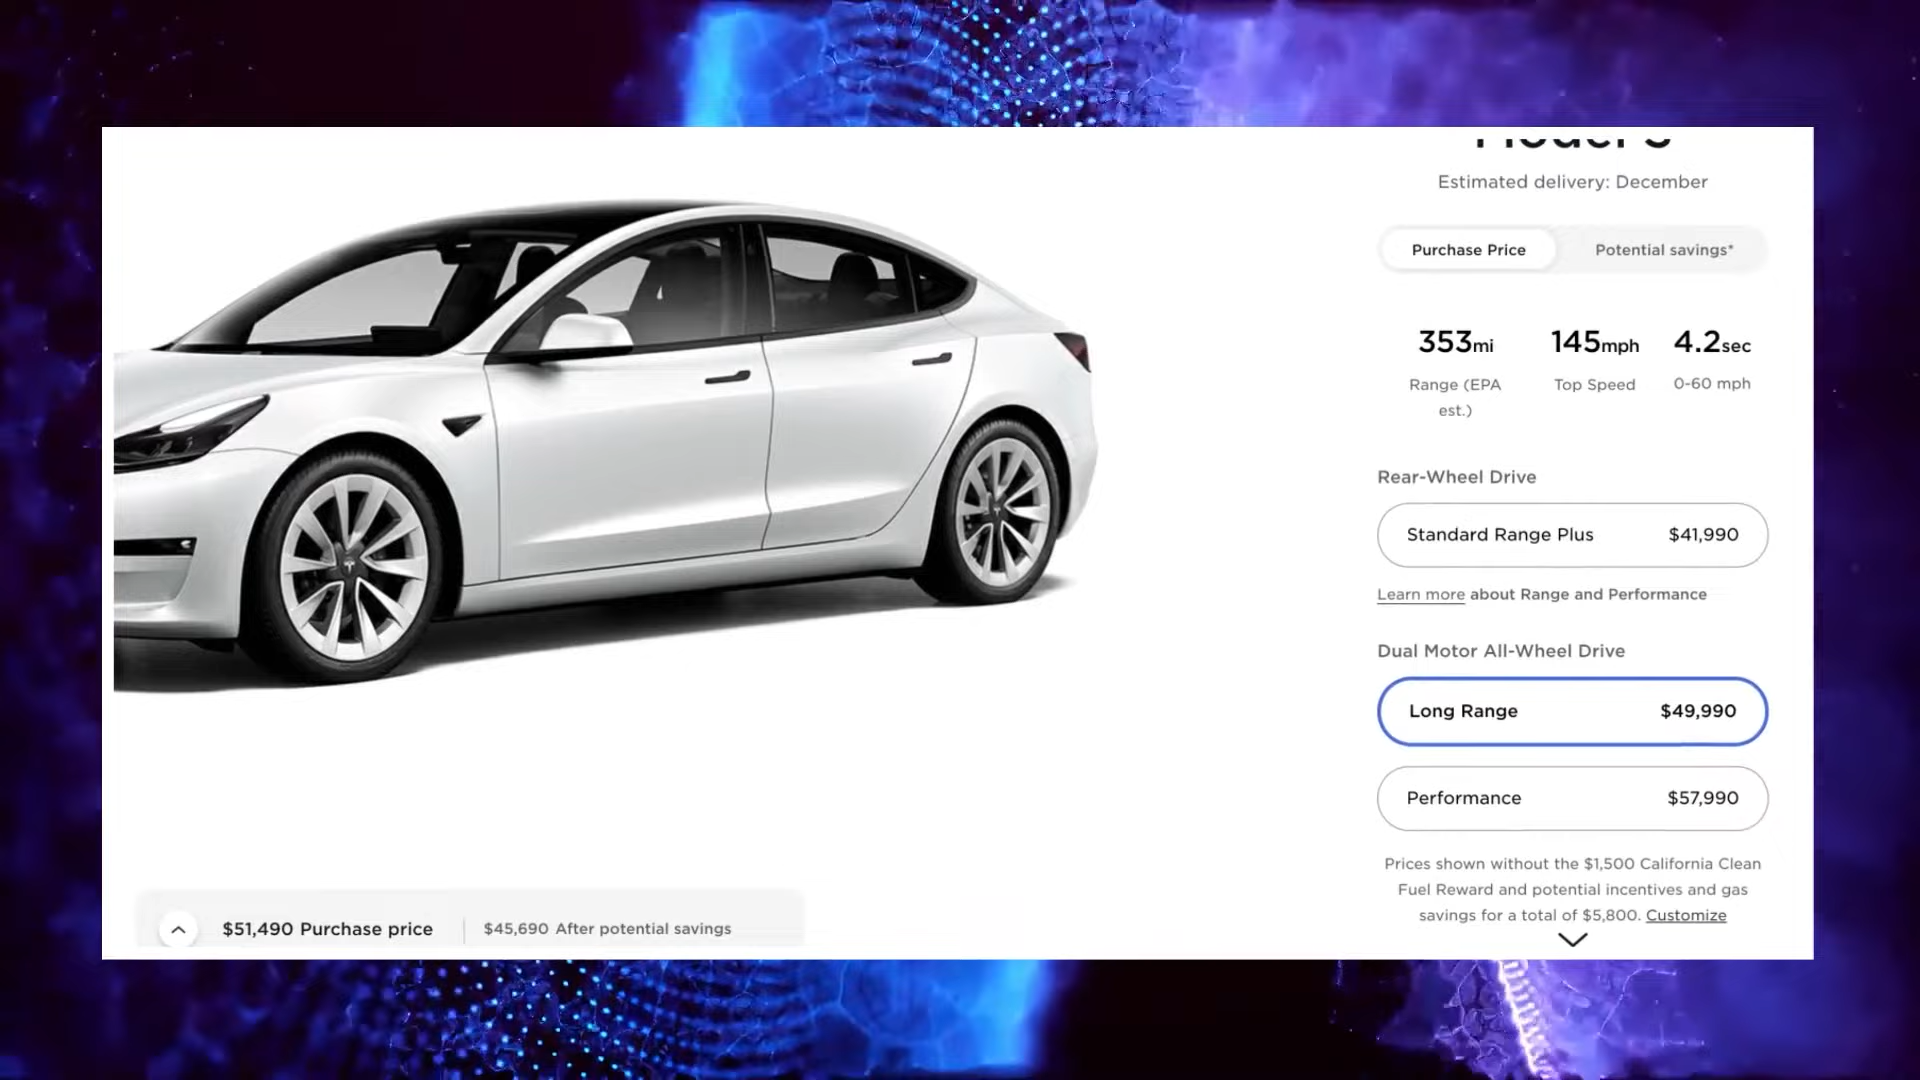 Model 3
Estimated delivery: December
Purchase Price Potential savings*
353mi 145mph 4.2sec
Range (EPA est.) Top Speed 0-60 mph
Rear-Wheel Drive
Standard Range Plus $41,990
Learn more about Range and Performance
Dual Motor All-Wheel Drive
Long Range $49,990
Performance $57,990
Prices shown without the $1,500 California Clean
Fuel Reward and potential incentives and gas
savings for a total of $5,800. Customize
$51,490 Purchase price $45,690 After potential savings